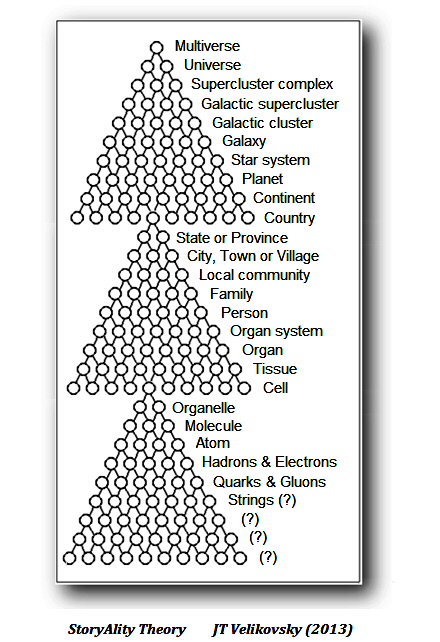 Multiverse
Universe
Supercluster complex
Galactic supercluster
Galactic cluster
Galaxy
Star system
Planet
Continent
Country
State or Province
City, Town or Village
Local community
Family
Person
Organ system
Organ
Tissue
Cell
Organelle
Molecule
Atom
Hadrons & Electrons
Quarks & Gluons
Strings (?)
(?)
(?)
(?)
StoryAlity Theory JT Velikovsky (2013)